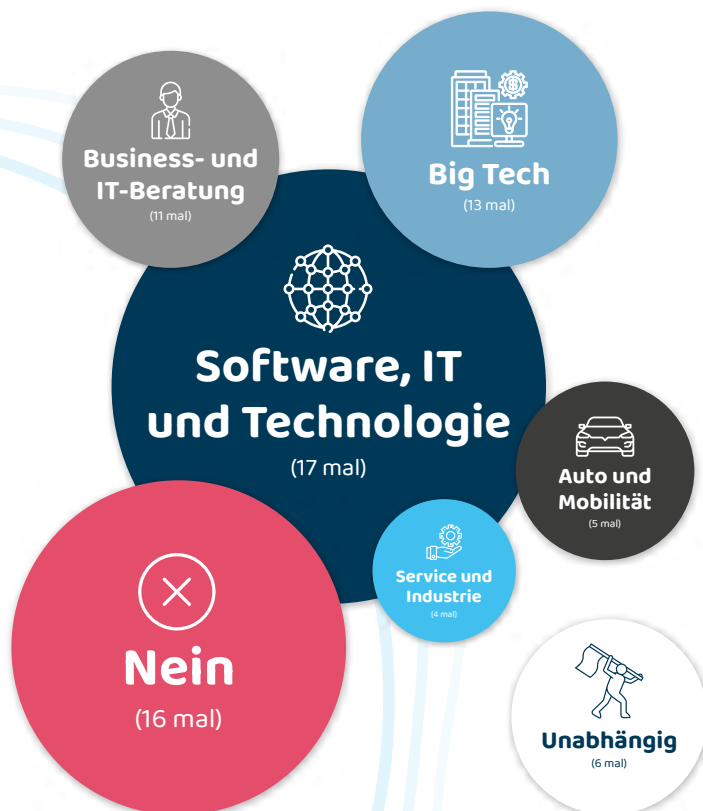 Business- und
IT-Beratung
(11 mal)
Big Tech
(13 mal)
Software, IT
und Technologie
(17 mal)
Auto und
Mobilität
(5 mal)
Service und
Industrie
(4 mal)
Nein
(16 mal)
Unabhängig
(6 mal)